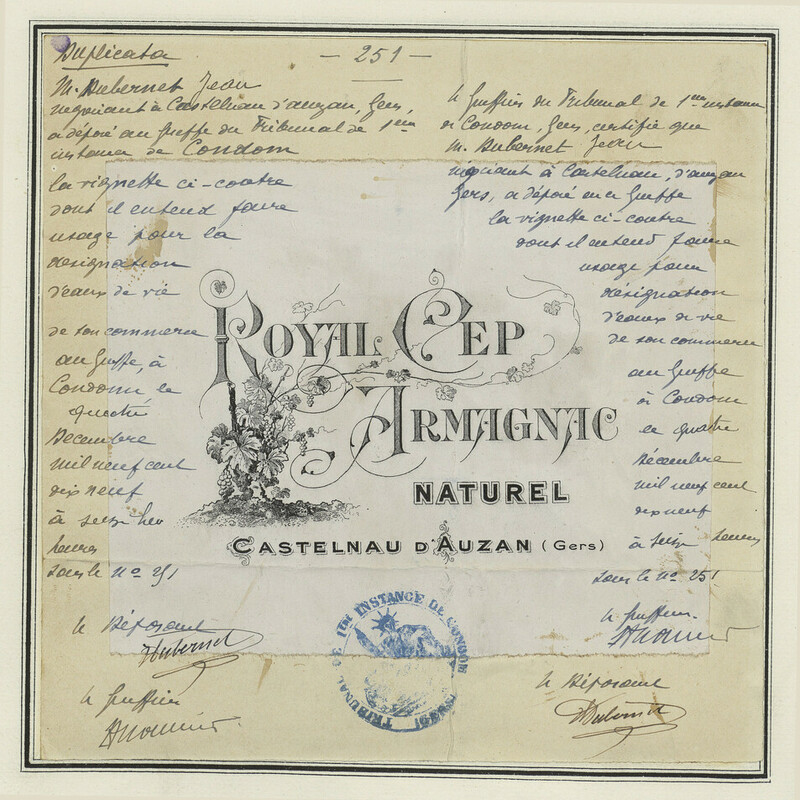 Duplicata
— 251 —
M. Dubernet Jean
négociant à Castelnau d'auzan, Gers,
a déposé au Greffe du Tribunal de 1ère
instance de Condom
la vignette ci-contre
dont il entend faire
usage pour la
désignation
d'eaux de vie
de son commerce
au Greffe, à
Condom le
quatre
Décembre
mil neuf cent
dix neuf
à seize heu
heures
sous le No 251
Le Déposant
Dubernet
Le Greffier
Le Greffier du Tribunal de 1ère instance
de Condom, Gers, certifie que
M. Dubernet Jean
négociant à Castelnau, d'auzan
Gers, a déposé en ce Greffe
la vignette ci-contre
dont il entend faire
usage pour
désignation
d'eaux de vie
de son commerce
au Greffe
à Condom
le quatre
Décembre
mil neuf cent
dix neuf
à seize heures
sous le No 251
Le Greffier
Le Déposant
Dubernet
ROYAL CEP
ARMAGNAC
NATUREL
CASTELNAU D'AUZAN (Gers)
TRIBUNAL DE 1ère INSTANCE DE CONDOM (GERS)